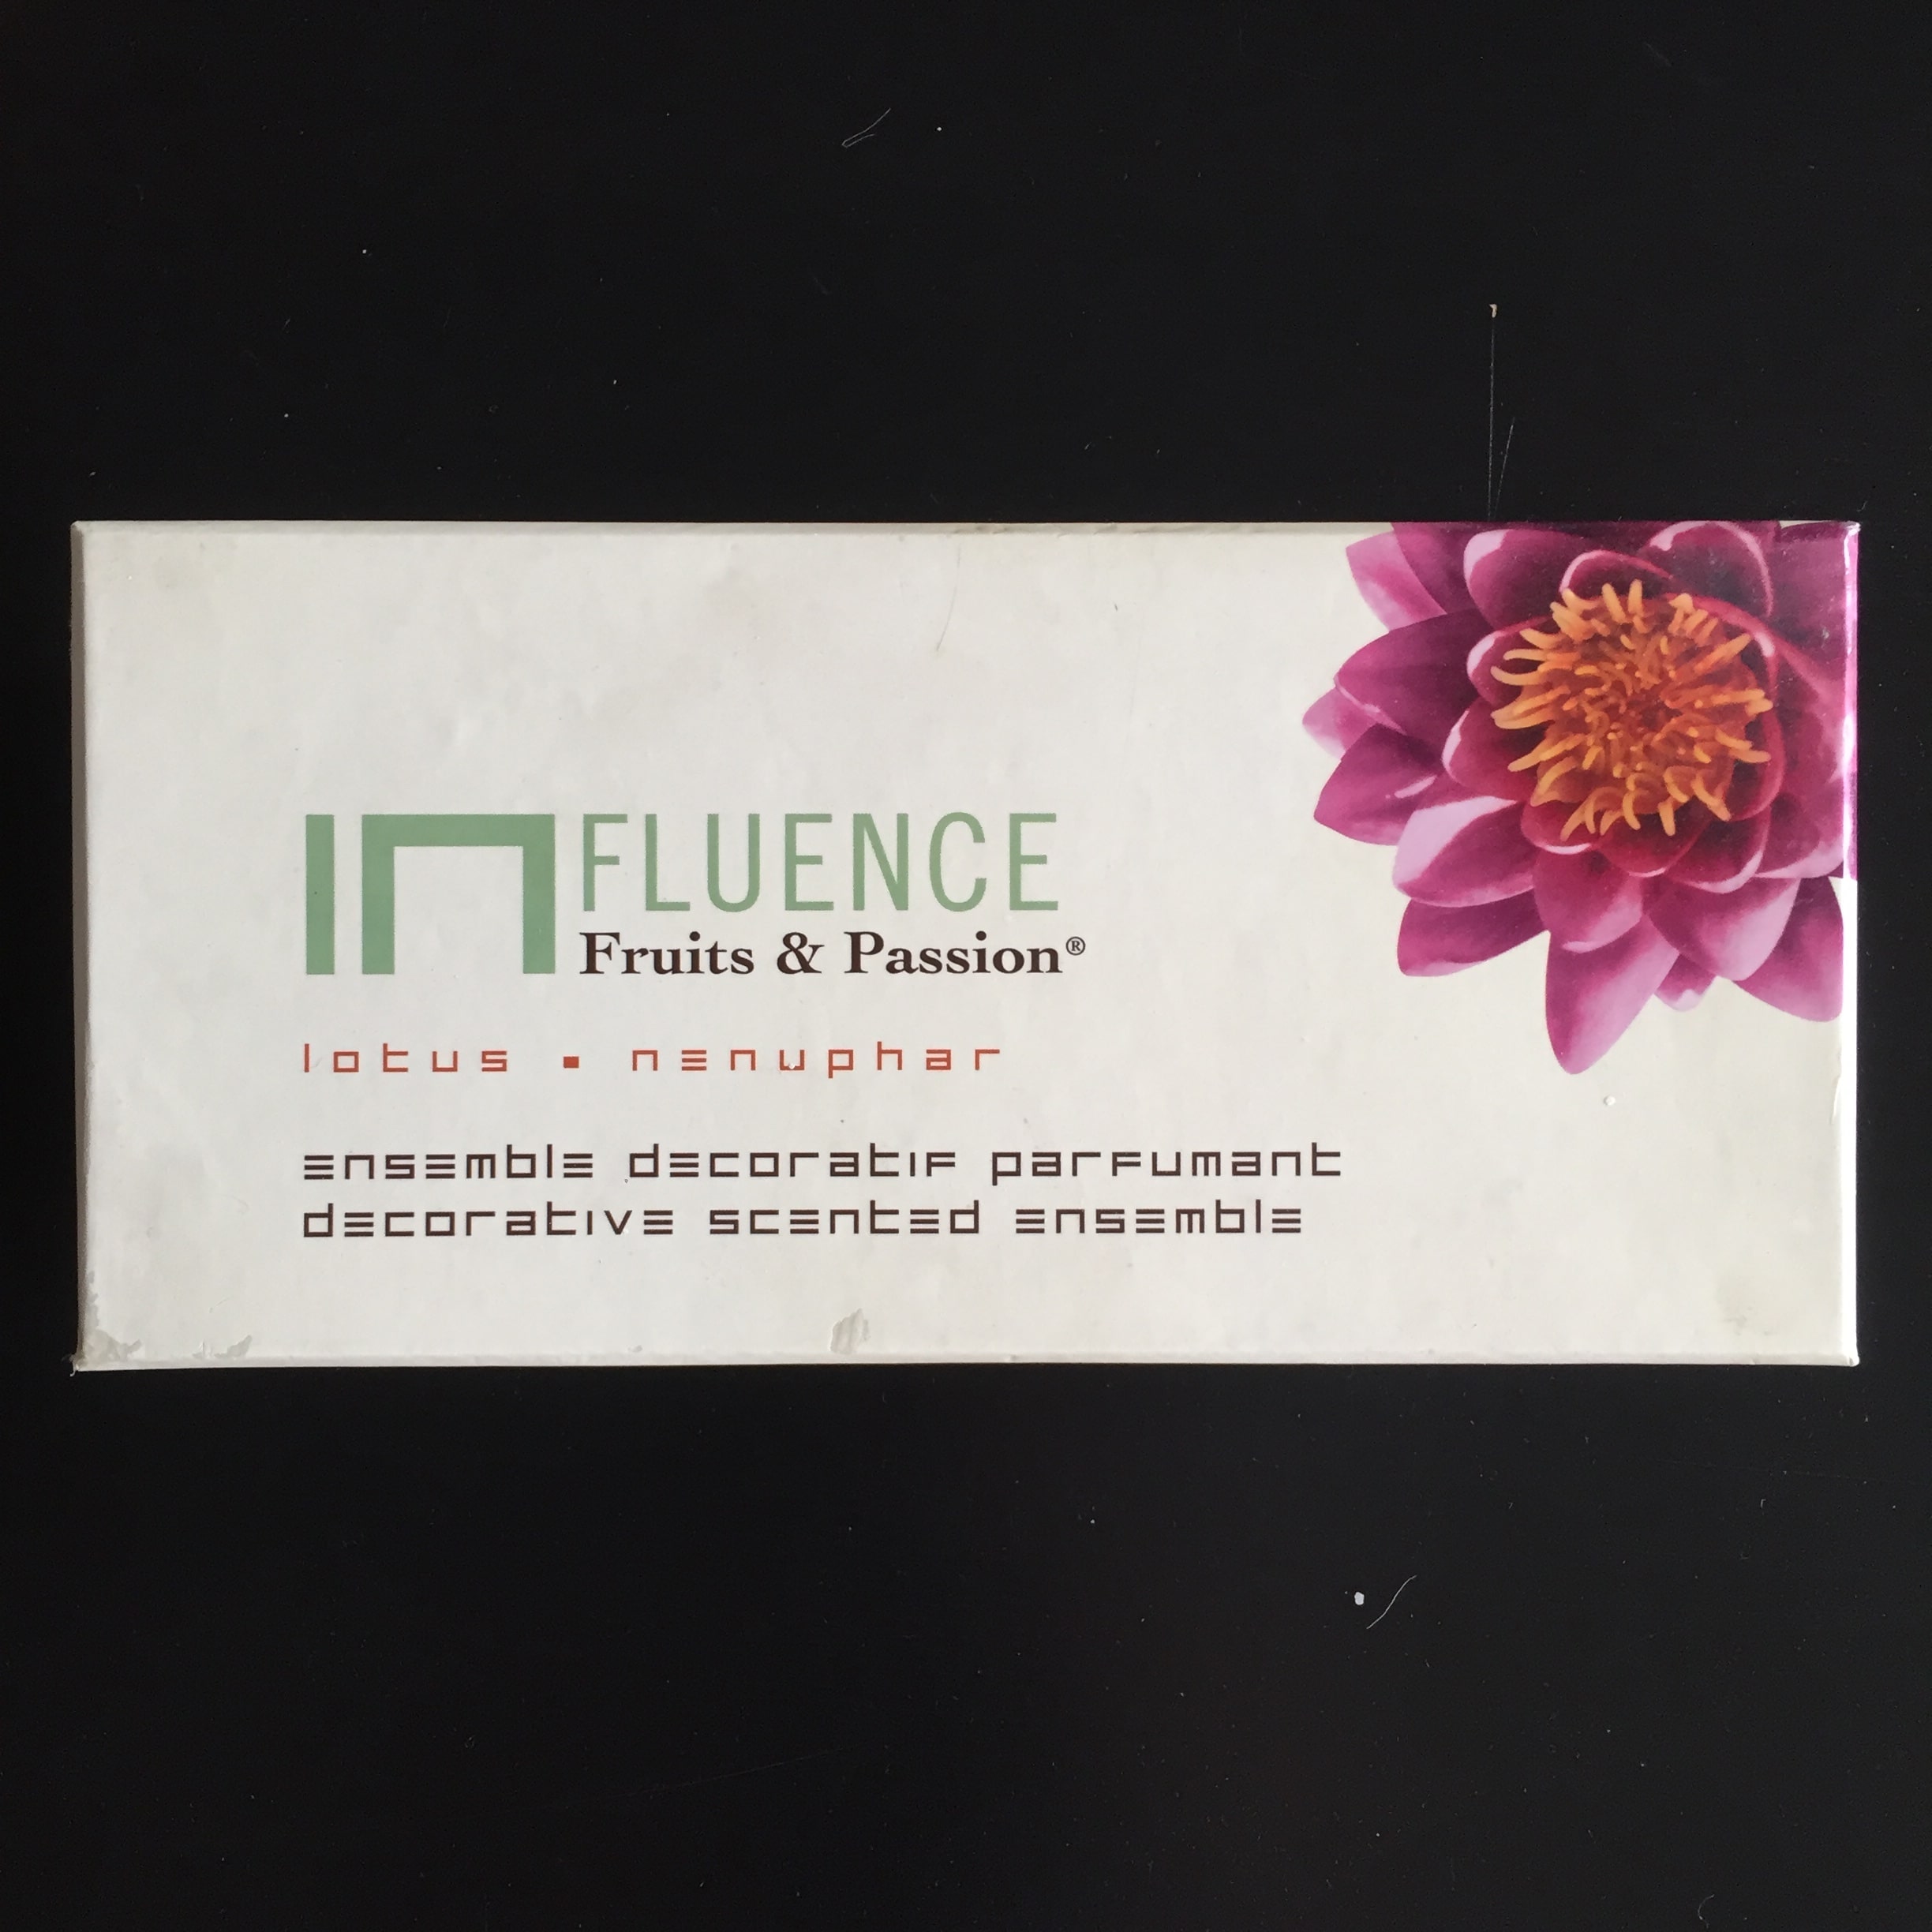 InFLUENCE
Fruits & Passion®
lotus ▪ nenuphar
ensemble decoratif parfumant
decorative scented ensemble